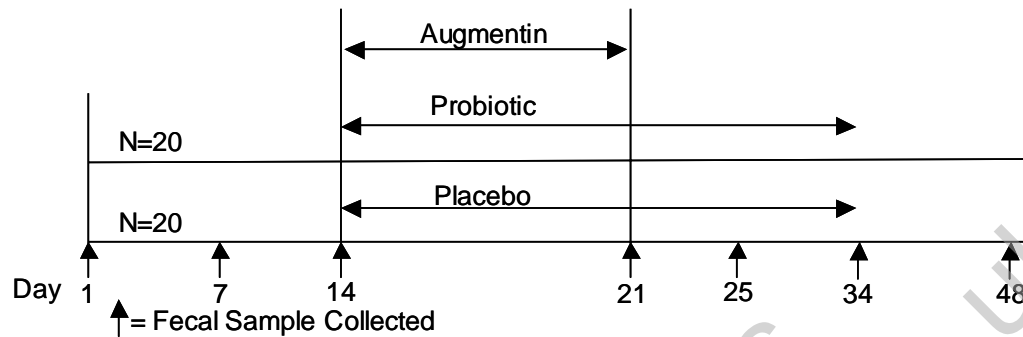 Augmentin
Probiotic
N=20
Placebo
N=20
Day 1 7 14 21 25 34 48
= Fecal Sample Collected